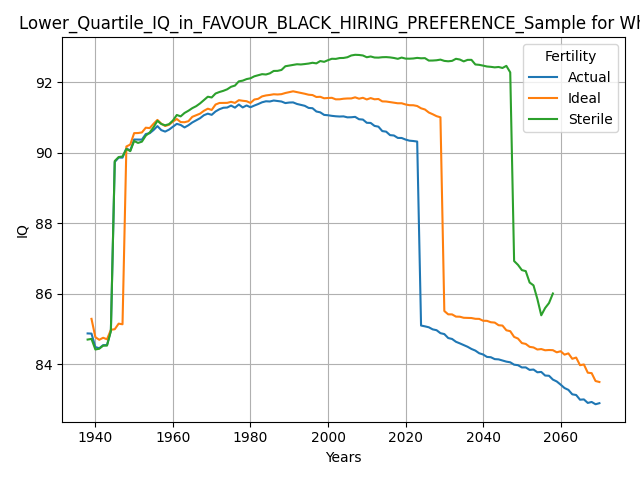 Lower_Quartile_IQ_in_FAVOUR_BLACK_HIRING_PREFERENCE_Sample for Wh
Fertility
Actual
Ideal
Sterile
92
90
88
86
84
IQ
1940 1960 1980 2000 2020 2040 2060
Years